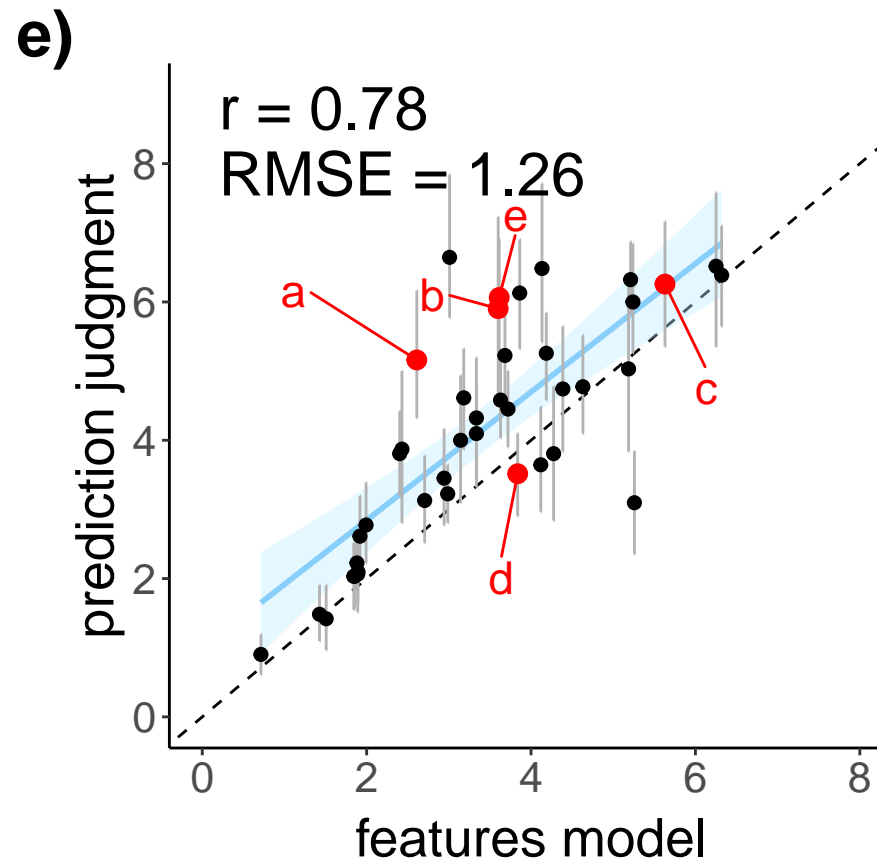 e)
r = 0.78
RMSE = 1.26
prediction judgment
8
6
4
2
0
a
b
e
c
d
0 2 4 6 8
features model